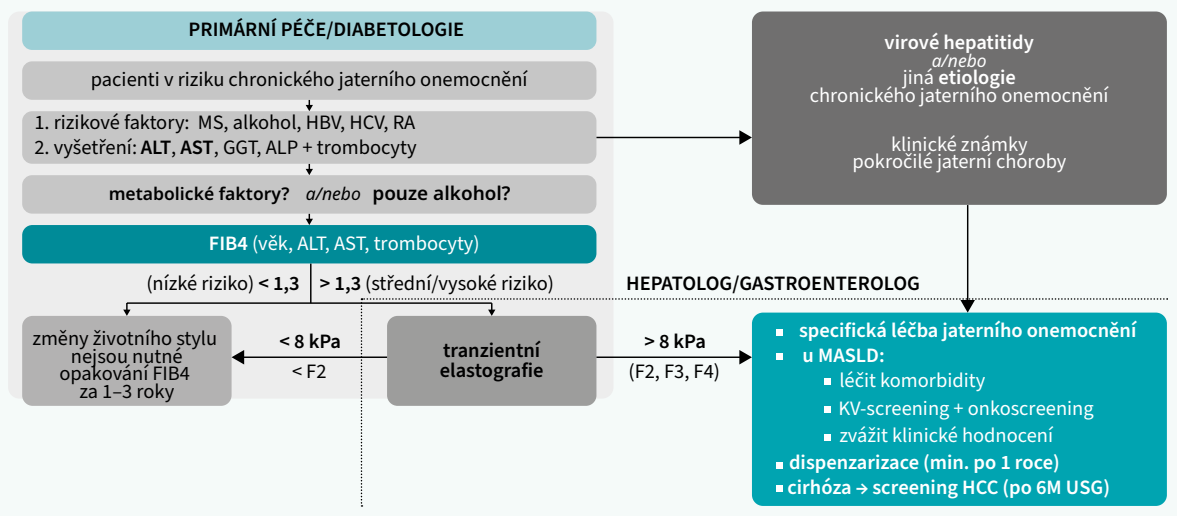 PRIMÁRNÍ PÉČE/DIABETOLOGIE
pacienti v riziku chronického jaterního onemocnění
1. rizikové faktory: MS, alkohol, HBV, HCV, RA
2. vyšetření: ALT, AST, GGT, ALP + trombocyty
metabolické faktory? a/nebo pouze alkohol?
FIB4 (věk, ALT, AST, trombocyty)
(nízké riziko) < 1,3
> 1,3 (střední/vysoké riziko)
změny životního stylu
nejsou nutné
opakování FIB4
za 1–3 roky
< 8 kPa
< F2
tranzientní
elastografie
> 8 kPa
(F2, F3, F4)
virové hepatitidy
a/nebo
jiná etiologie
chronického jaterního onemocnění
klinické známky
pokročilé jaterní choroby
HEPATOLOG/GASTROENTEROLOG
▪ specifická léčba jaterního onemocnění
▪ u MASLD:
▪ léčit komorbidity
▪ KV-screening + onkoscreening
▪ zvážit klinické hodnocení
▪ dispenzarizace (min. po 1 roce)
▪ cirhóza → screening HCC (po 6M USG)